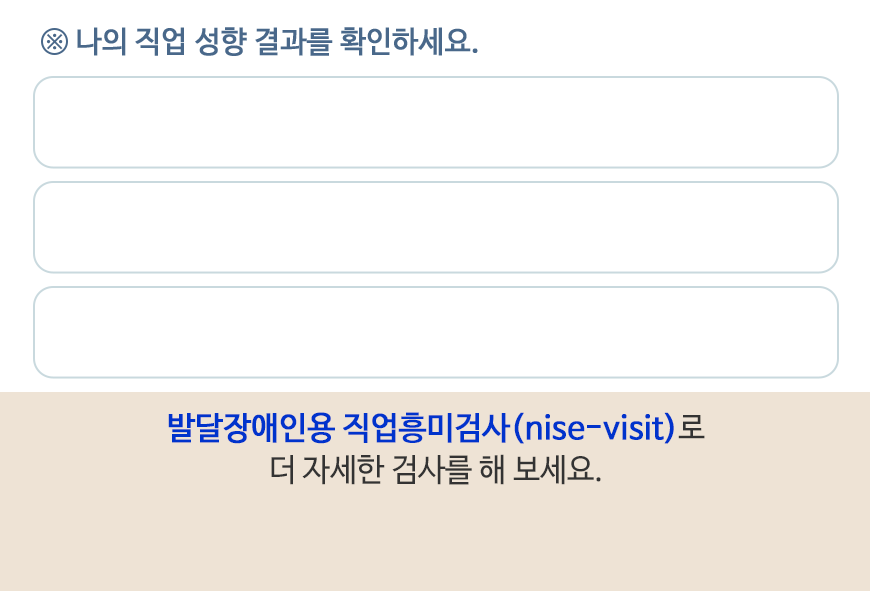 ※ 나의 직업 성향 결과를 확인하세요.
발달장애인용 직업흥미검사(nise-visit)로
더 자세한 검사를 해 보세요.